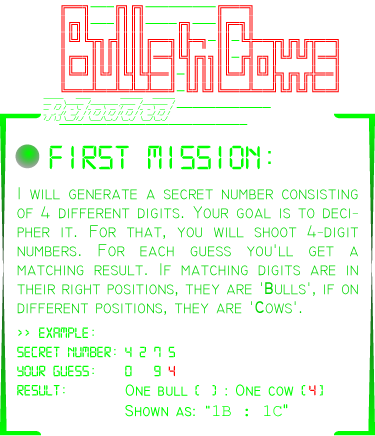 Bulls'n'Cows
Reloaded
FIRST MISSION:
I WILL GENERATE A SECRET NUMBER CONSISTING
OF 4 DIFFERENT DIGITS. YOUR GOAL IS TO DECI-
PHER IT. FOR THAT, YOU WILL SHOOT 4-DIGIT
NUMBERS. FOR EACH GUESS YOU'LL GET A
MATCHING RESULT. IF MATCHING DIGITS ARE IN
THEIR RIGHT POSITIONS, THEY ARE 'BULLS', IF ON
DIFFERENT POSITIONS, THEY ARE 'COWS'.
>> EXAMPLE:
SECRET NUMBER: 4 2 7 5
YOUR GUESS: 0 9 4
RESULT: ONE BULL ( ) : ONE COW (4)
SHOWN AS: "1B : 1C"